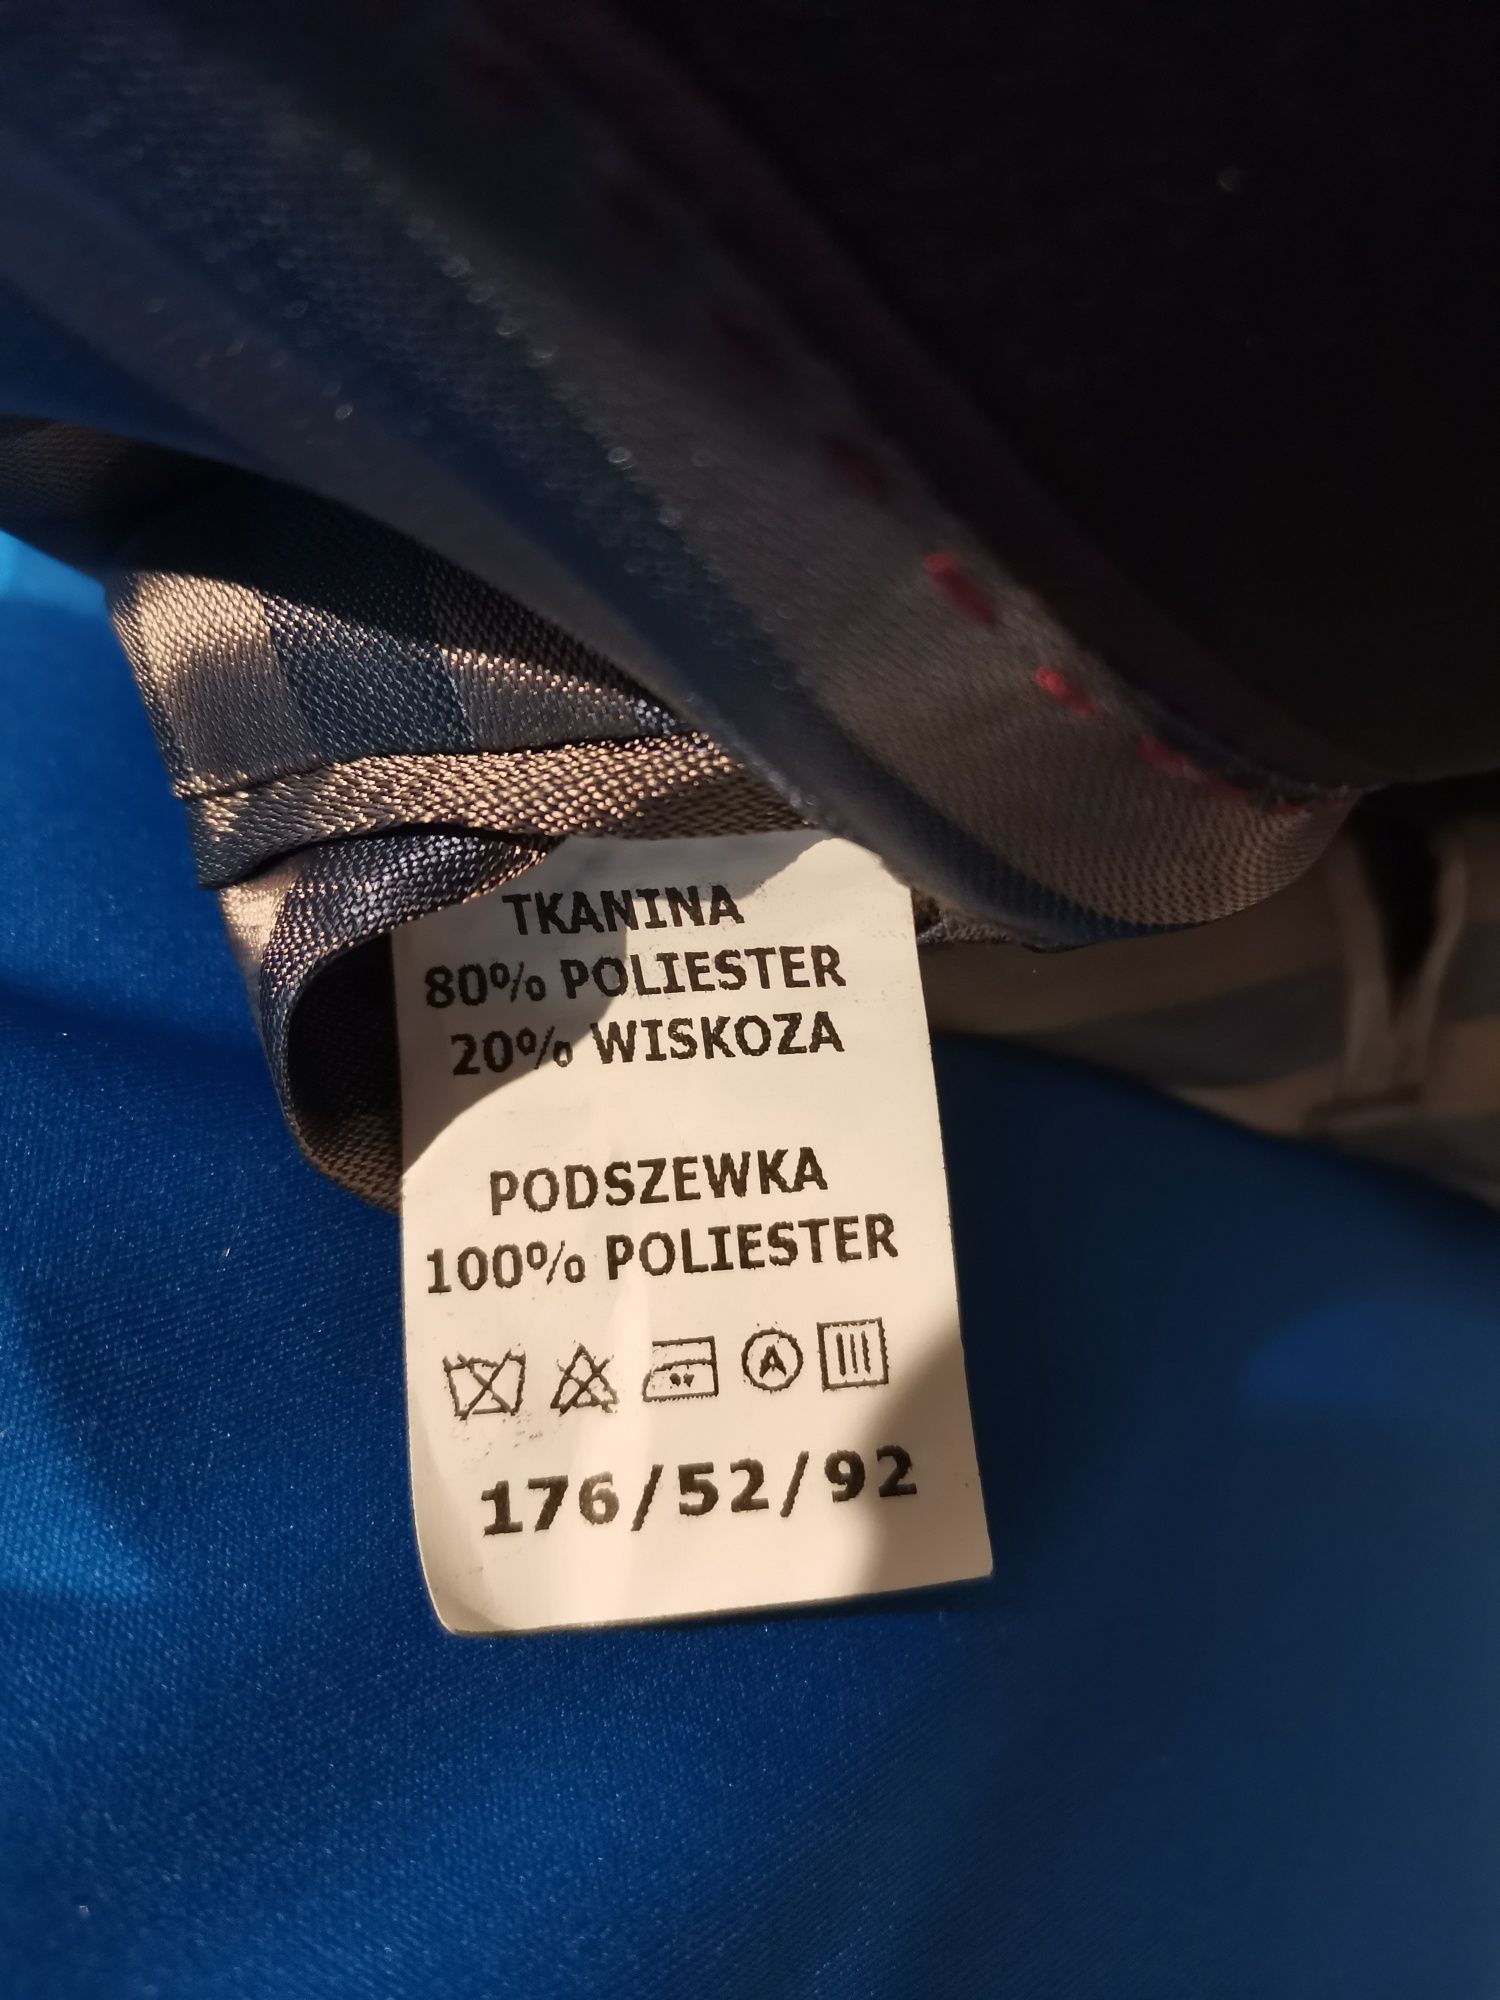 TKANINA
80% POLIESTER
20% WISKOZA
PODSZEWKA
100% POLIESTER
A
176/52/92